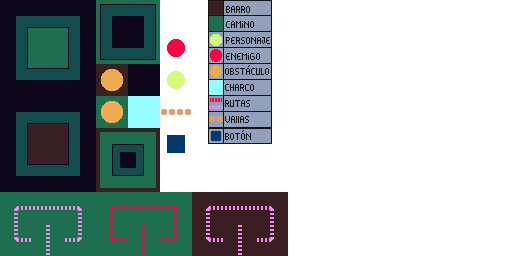 BARRO
CAMiNO
PERSONAJE
ENEMiGO
OBSTÁCULO
CHARCO
RUTAS
VAllAS
BOTÓN